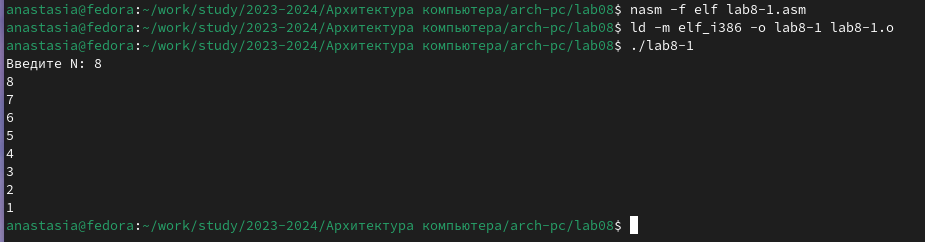 anastasia@fedora:~/work/study/2023-2024/Архитектура компьютера/arch-pc/lab08$ nasm -f elf lab8-1.asm
anastasia@fedora:~/work/study/2023-2024/Архитектура компьютера/arch-pc/lab08$ ld -m elf_i386 -o lab8-1 lab8-1.o
anastasia@fedora:~/work/study/2023-2024/Архитектура компьютера/arch-pc/lab08$ ./lab8-1
Введите N: 8
8
7
6
5
4
3
2
1
anastasia@fedora:~/work/study/2023-2024/Архитектура компьютера/arch-pc/lab08$